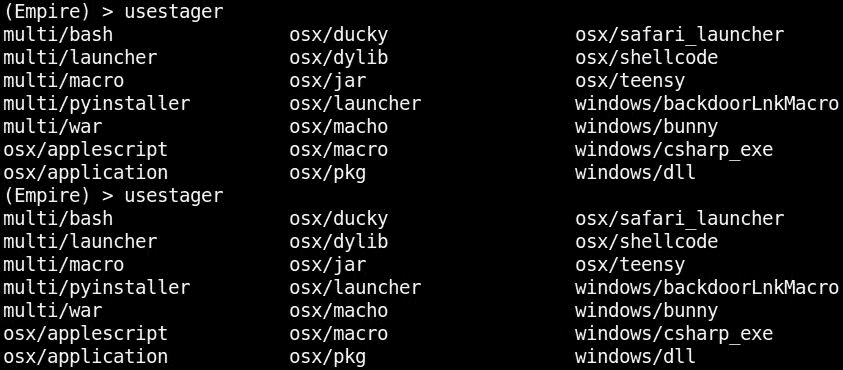 (Empire) > usestager
multi/bash osx/ducky osx/safari_launcher
multi/launcher osx/dylib osx/shellcode
multi/macro osx/jar osx/teensy
multi/pyinstaller osx/launcher windows/backdoorLnkMacro
multi/war osx/macho windows/bunny
osx/applescript osx/macro windows/csharp_exe
osx/application osx/pkg windows/dll
(Empire) > usestager
multi/bash osx/ducky osx/safari_launcher
multi/launcher osx/dylib osx/shellcode
multi/macro osx/jar osx/teensy
multi/pyinstaller osx/launcher windows/backdoorLnkMacro
multi/war osx/macho windows/bunny
osx/applescript osx/macro windows/csharp_exe
osx/application osx/pkg windows/dll